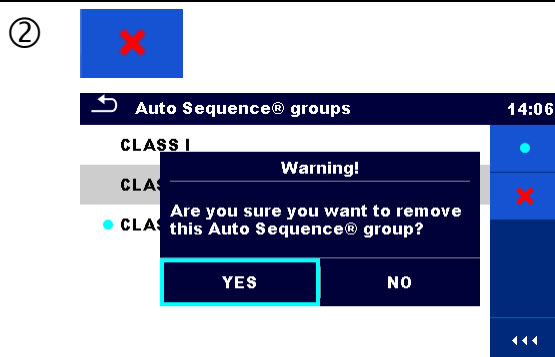 ②
Auto Sequence® groups 14:06
CLASS I
Warning!
Are you sure you want to remove
this Auto Sequence® group?
YES NO